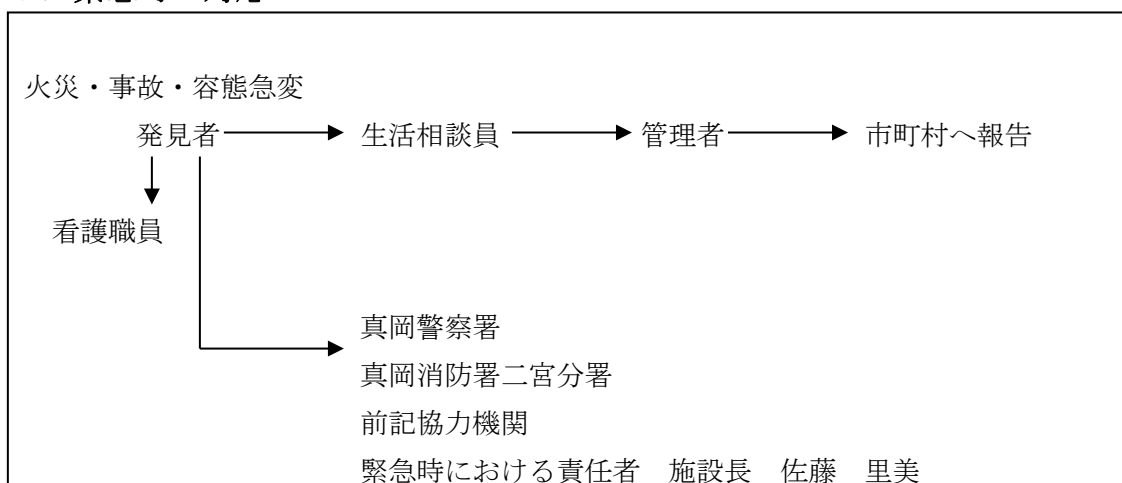 火災・事故・容態急変
発見者 生活相談員 管理者 市町村へ報告
看護職員
真岡警察署
真岡消防署二宮分署
前記協力機関
緊急時における責任者 施設長 佐藤 里美